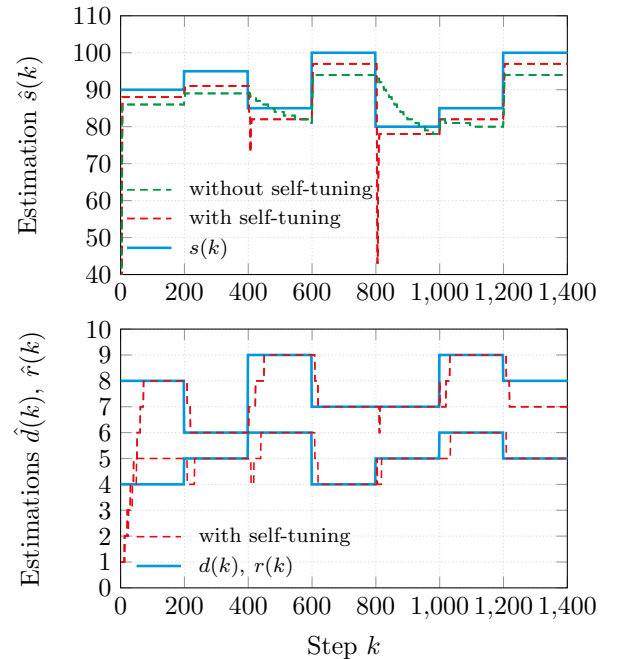 110
100
90
80
70
60
50
40
Estimation ŝ(k)
without self-tuning
with self-tuning
s(k)
0 200 400 600 800 1,000 1,200 1,400
10
9
8
7
6
5
4
3
2
1
0
Estimations d̂(k), r̂(k)
with self-tuning
d(k), r(k)
0 200 400 600 800 1,000 1,200 1,400
Step k